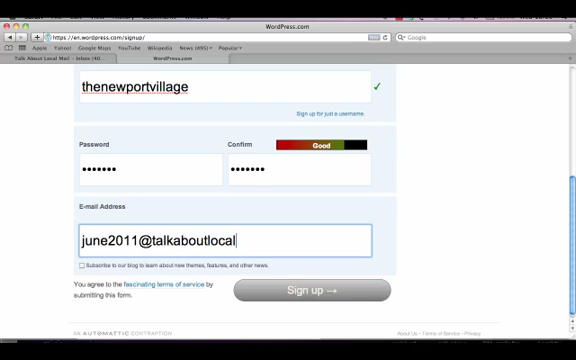 WordPress.com
https://en.wordpress.com/signup/
Google
Apple Yahoo! Google Maps YouTube Wikipedia News (495) Popular
Talk About Local Mail - Inbox (40...
WordPress.com
thenewportvillage
Sign up for just a username.
Password Confirm Good
•••••••
•••••••
E-mail Address
june2011@talkaboutlocal
Subscribe to our blog to learn about new themes, features, and other news.
You agree to the fascinating terms of service by
submitting this form.
Sign up →
AN AUTOMATTIC CONTRAPTION
About Us · Terms of Service · Privacy